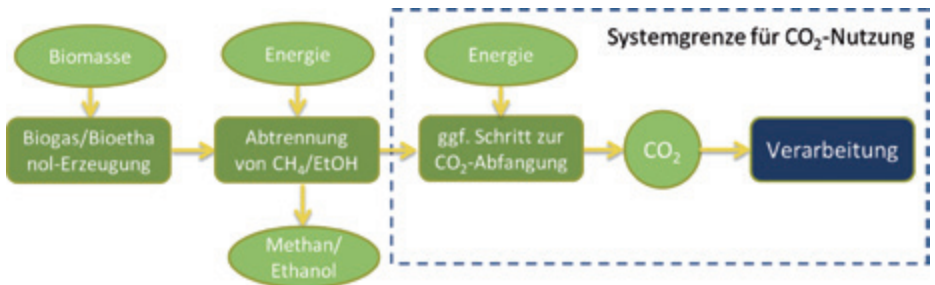 Systemgrenze für CO₂-Nutzung
Biomasse
Energie
Energie
Biogas/Bioetha
nol-Erzeugung
Abtrennung
von CH₄/EtOH
ggf. Schritt zur
CO₂-Abfangung
CO₂
Verarbeitung
Methan/
Ethanol